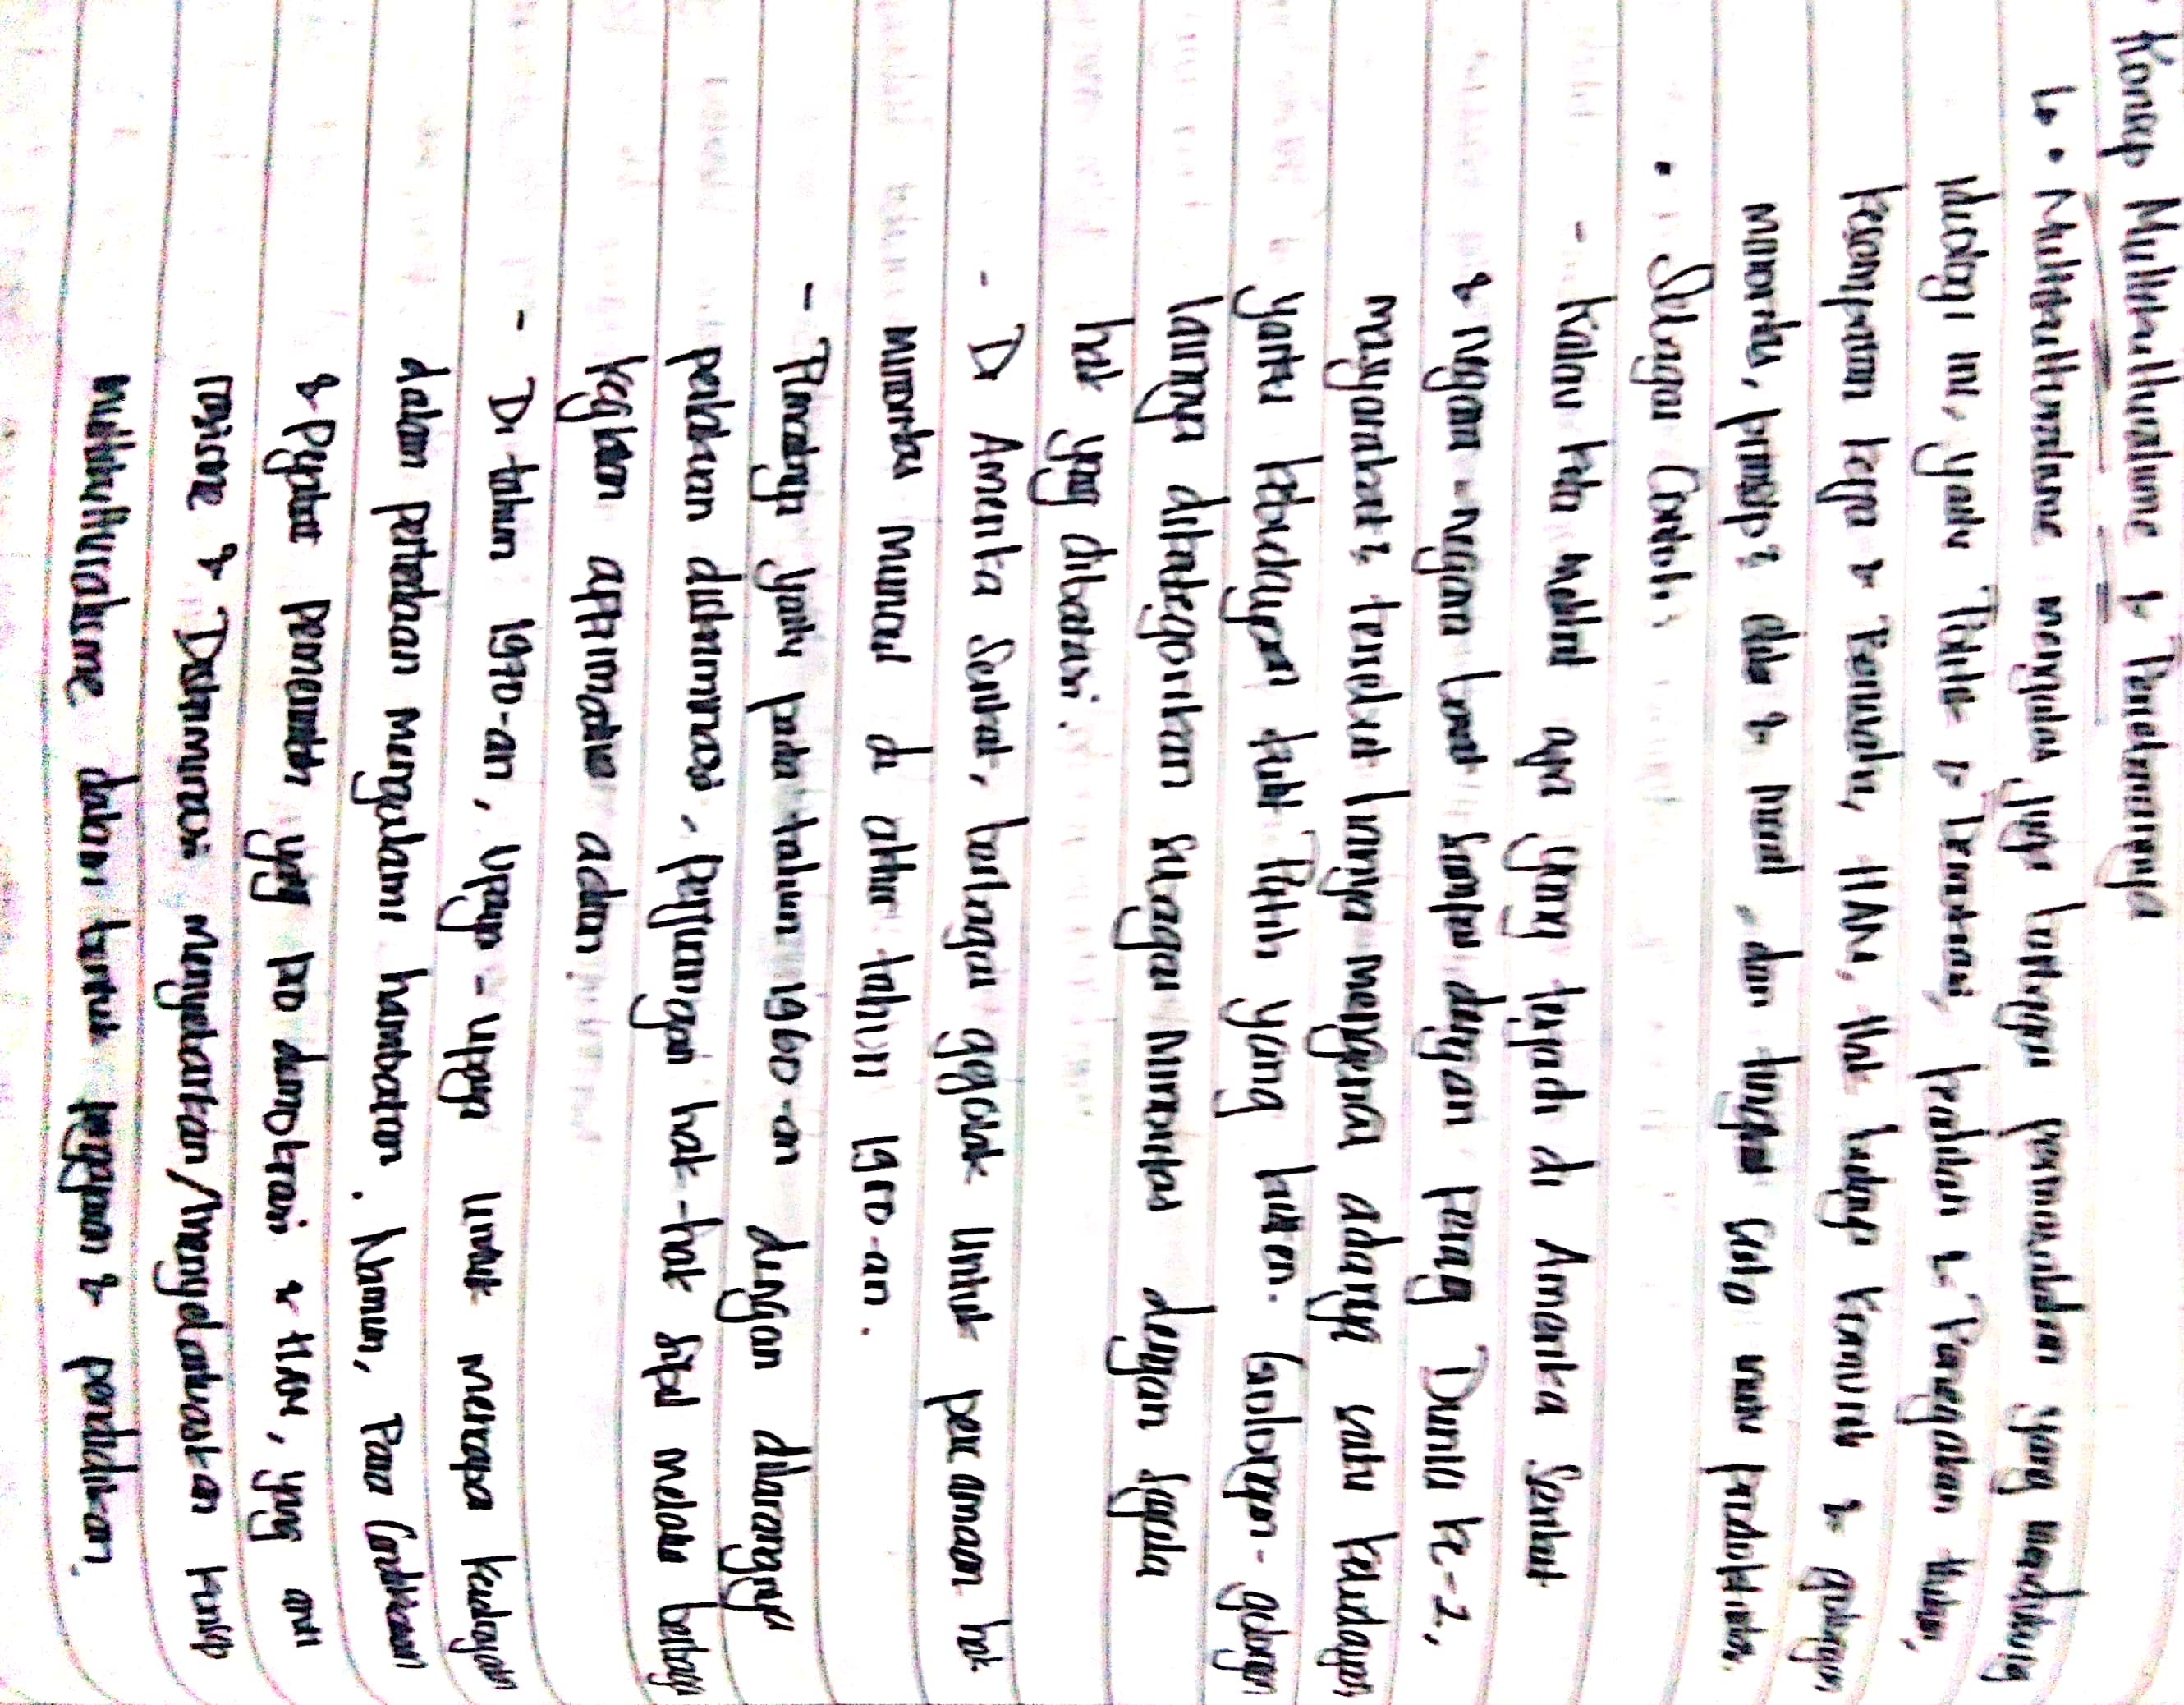 Konsep Multikulturalisme & Penerapannya
↳ • Multikulturalisme mengulas juga berbagai permasalahan yang mendukung
ideologi ini, yaitu Politik & Demokrasi, keadilan & Penegakan Hukum,
kesempatan kerja & Berusaha, HAM, Hak budaya komuniti & golongan
minoritas, prinsip² etika & moral, dan tingkat serta mutu produktivitas.
• Sebagai Contoh:
- Kalau kita melihat apa yang terjadi di Amerika Serikat
& negara-negara barat sampai dengan perang Dunia ke-2,
masyarakat² tersebut hanya mengenal adanya satu kebudayaan
yaitu kebudayaan kulit Putih yang kristen. Golongan-golongan
lainnya dikategorikan sebagai minoritas dengan segala
hak yang dibatasi.
- Di Amerika Serikat, berbagai gejolak untuk persamaan hak
minoritas muncul di akhir tahun 1950-an.
- Puncaknya yaitu pada tahun 1960-an dengan dilarangnya
perlakuan diskriminasi, Perjuangan hak-hak sipil melalui berbagai
kegiatan affirmative action
- Di tahun 1970-an, upaya-upaya untuk mencapai kesetaraan
dalam perbedaan mengalami hambatan. Namun, Para Cendikiawan
& Pejabat pemerintah yang pro demokrasi & HAM, yang anti
rasisme & Diskriminasi menyebarkan/menyebarluaskan konsep
multikulturalisme dalam bentuk pengajaran & pendidikan.